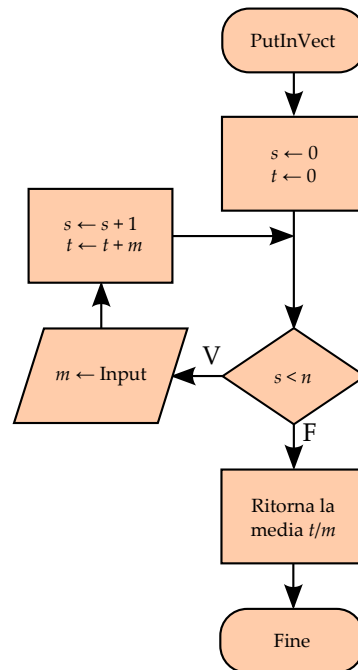 PutInVect
s ← 0
t ← 0
s ← s + 1
t ← t + m
m ← Input
V
s < n
F
Ritorna la
media t/m
Fine